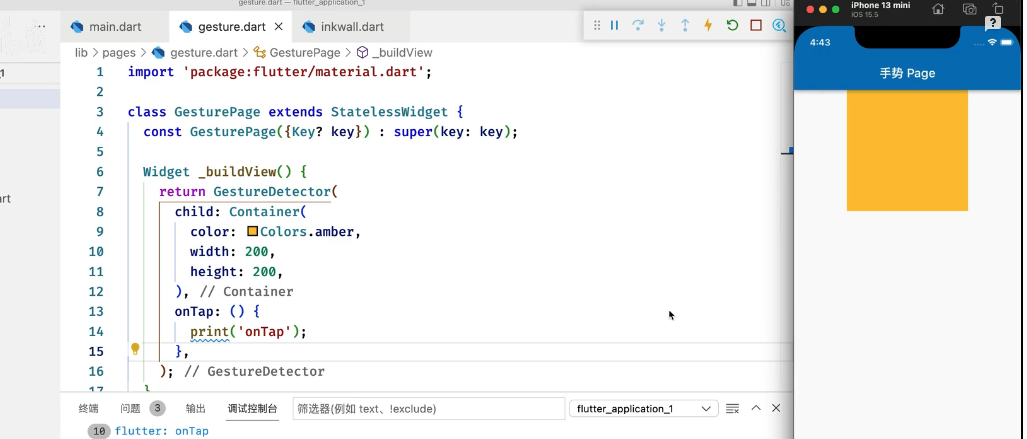 gesture.dart — flutter_application_1
main.dart
gesture.dart
inkwall.dart
lib > pages > gesture.dart > GesturePage > _buildView
1 import 'package:flutter/material.dart';
2
3 class GesturePage extends StatelessWidget {
4 const GesturePage({Key? key}) : super(key: key);
5
6 Widget _buildView() {
7 return GestureDetector(
8 child: Container(
9 color: Colors.amber,
10 width: 200,
11 height: 200,
12 ), // Container
13 onTap: () {
14 print('onTap');
15 },
16 ); // GestureDetector
17 }
终端 问题 3 输出 调试控制台 筛选器(例如 text、!exclude) flutter_application_1
10 flutter: onTap
iPhone 13 mini
iOS 15.5
4:43
手势 Page